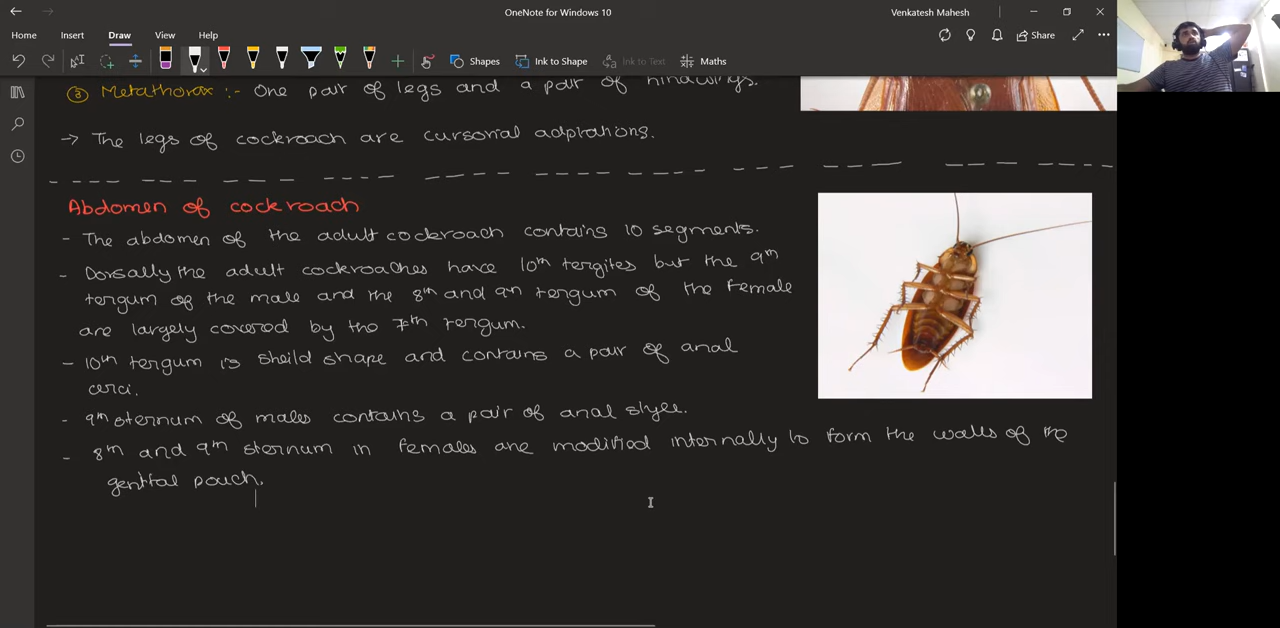 OneNote for Windows 10
Venkatesh Mahesh
Home Insert Draw View Help
Share
Shapes Ink to Shape Ink to Text Maths
③ Metathorax :- One pair of legs and a pair of hindwings.
→ The legs of cockroach are cursorial adptations.
Abdomen of cockroach
- The abdomen of the adult cockroach contains 10 segments.
- Dorsally the adult cockroaches have 10th tergites but the 9th
tergum of the male and the 8th and 9th tergum of the Female
are largely covered by the 7th tergum.
- 10th tergum is sheild shape and contains a pair of anal
cerci.
- 9th sternum of males contains a pair of anal
- 8th and 9th sternum in females are modified internally to form the walls of the
genital pouch.